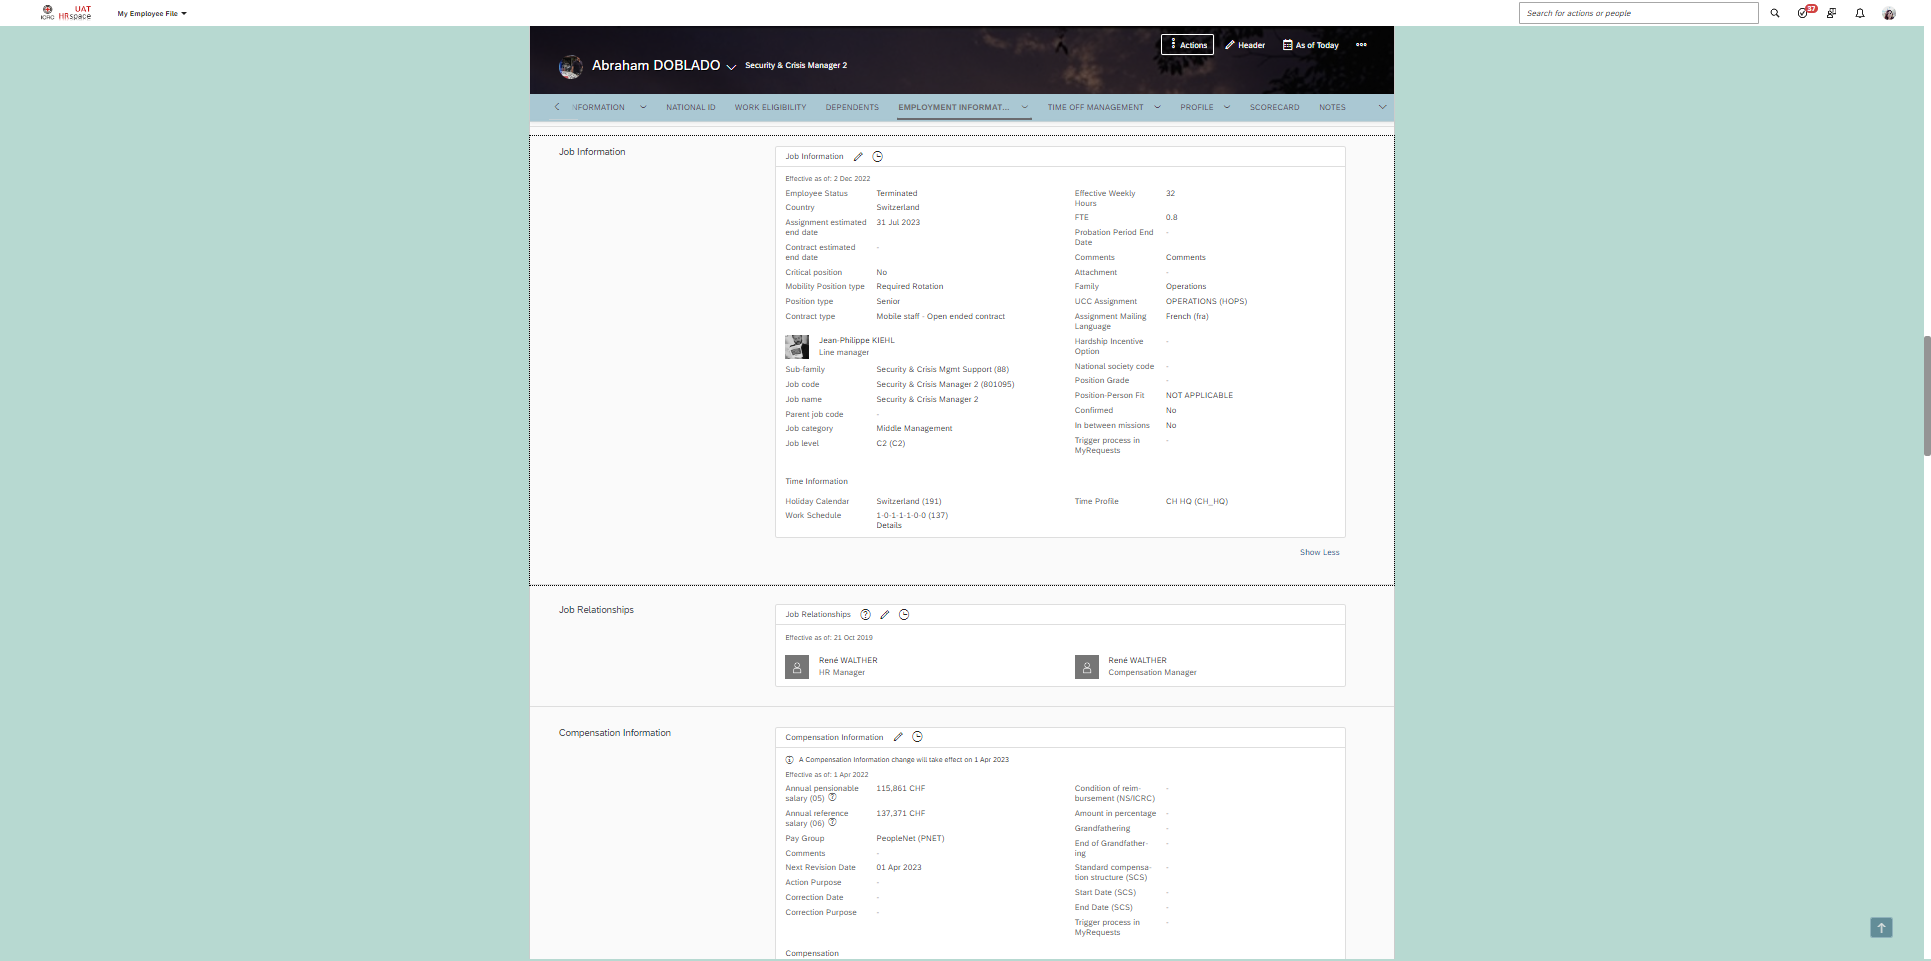 ICRC UAT HRspace My Employee File Search for actions or people 37
Actions Header As of Today
Abraham DOBLADO Security & Crisis Manager 2
NFORMATION NATIONAL ID WORK ELIGIBILITY DEPENDENTS EMPLOYMENT INFORMAT... TIME OFF MANAGEMENT PROFILE SCORECARD NOTES
Job Information
Job Information
Effective as of: 2 Dec 2022
Employee Status Terminated
Country Switzerland
Assignment estimated end date 31 Jul 2023
Contract estimated end date -
Critical position No
Mobility Position type Required Rotation
Position type Senior
Contract type Mobile staff - Open ended contract
Jean-Philippe KIEHL
Line manager
Sub-family Security & Crisis Mgmt Support (88)
Job code Security & Crisis Manager 2 (801095)
Job name Security & Crisis Manager 2
Parent job code -
Job category Middle Management
Job level C2 (C2)
Effective Weekly Hours 32
FTE 0.8
Probation Period End Date -
Comments Comments
Attachment -
Family Operations
UCC Assignment OPERATIONS (HOPS)
Assignment Mailing Language French (fra)
Hardship Incentive Option -
National society code -
Position Grade -
Position-Person Fit NOT APPLICABLE
Confirmed No
In between missions No
Trigger process in MyRequests -
Time Information
Holiday Calendar Switzerland (191)
Work Schedule 1-0-1-1-1-0-0 (137)
Details
Time Profile CH HQ (CH_HQ)
Show Less
Job Relationships
Job Relationships
Effective as of: 21 Oct 2019
René WALTHER
HR Manager
René WALTHER
Compensation Manager
Compensation Information
Compensation Information
A Compensation Information change will take effect on 1 Apr 2023
Effective as of: 1 Apr 2022
Annual pensionable salary (05) 115,861 CHF
Annual reference salary (06) 137,371 CHF
Pay Group PeopleNet (PNET)
Comments -
Next Revision Date 01 Apr 2023
Action Purpose -
Correction Date -
Correction Purpose -
Condition of reim-
bursement (NS/ICRC) -
Amount in percentage -
Grandfathering -
End of Grandfather-
ing -
Standard compensa-
tion structure (SCS) -
Start Date (SCS) -
End Date (SCS) -
Trigger process in MyRequests -
Compensation